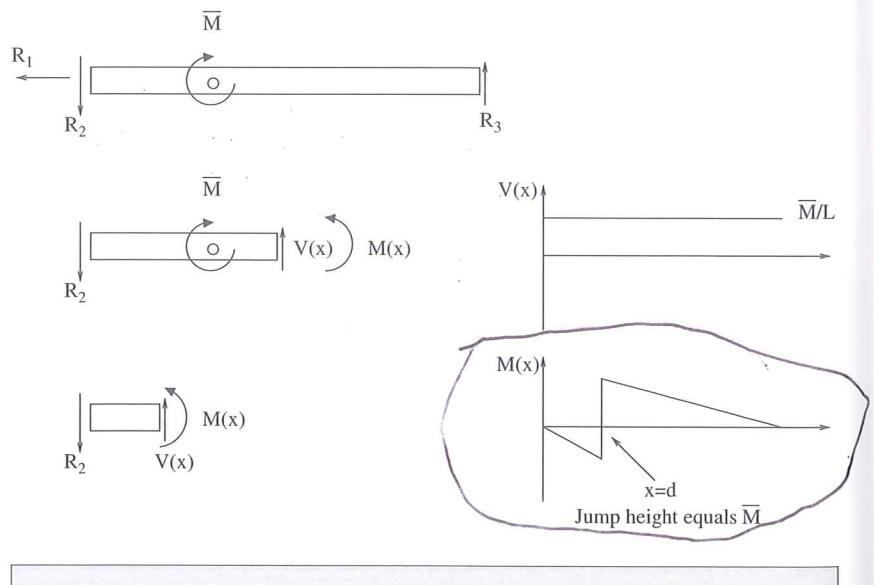 M̅
R₁
R₂
R₃
M̅
V(x)
M(x)
R₂
V(x)
M̅/L
M(x)
R₂
V(x)
M(x)
x=d
Jump height equals M̅